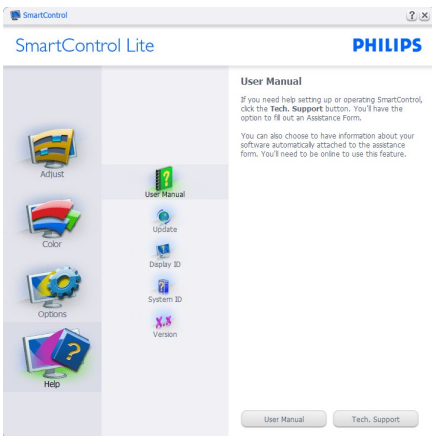 SmartControl
SmartControl Lite
PHILIPS
Adjust
Color
Options
Help
User Manual
Update
Display ID
System ID
X.X
Version
User Manual
If you need help setting up or operating SmartControl,
click the Tech. Support button. You'll have the
option to fill out an Assistance Form.
You can also choose to have information about your
software automatically attached to the assistance
form. You'll need to be online to use this feature.
User Manual
Tech. Support